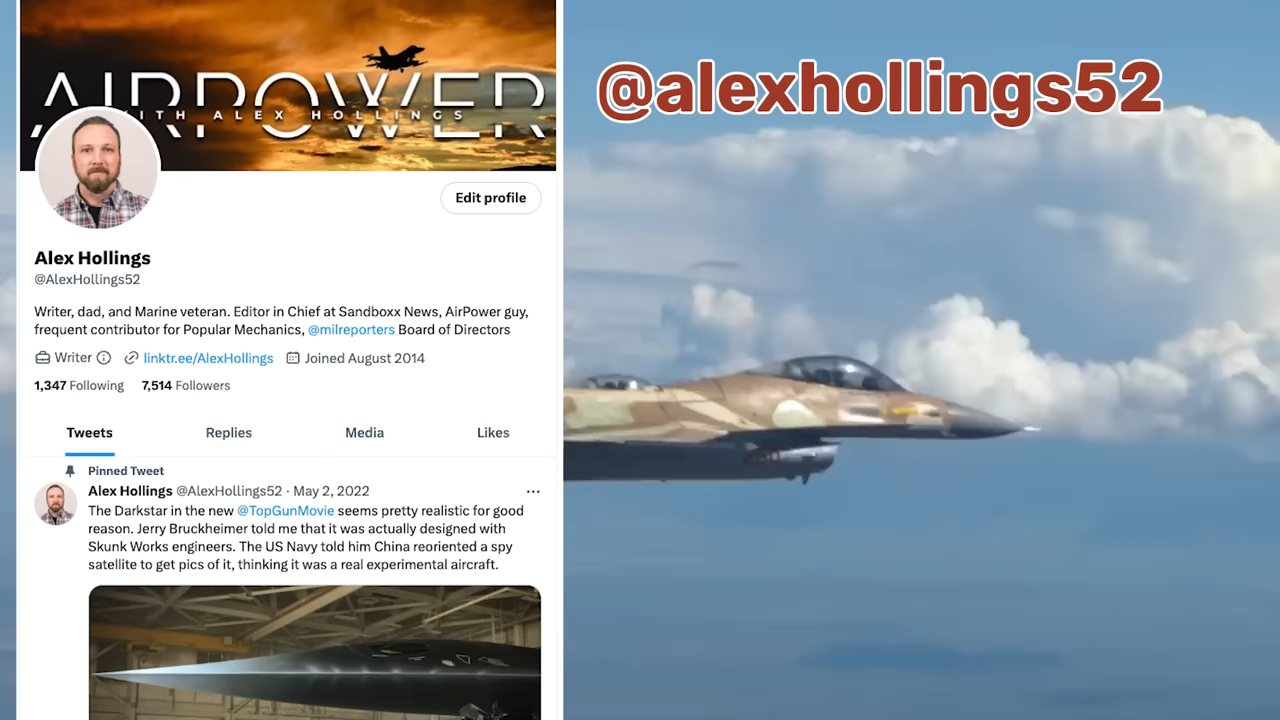 AIRPOWER
WITH ALEX HOLLINGS
@alexhollings52
Edit profile
Alex Hollings
@AlexHollings52
Writer, dad, and Marine veteran. Editor in Chief at Sandboxx News, AirPower guy,
frequent contributor for Popular Mechanics, @milreporters Board of Directors
Writer linktr.ee/AlexHollings Joined August 2014
1,347 Following 7,514 Followers
Tweets Replies Media Likes
Pinned Tweet
Alex Hollings @AlexHollings52 · May 2, 2022
The Darkstar in the new @TopGunMovie seems pretty realistic for good
reason. Jerry Bruckheimer told me that it was actually designed with
Skunk Works engineers. The US Navy told him China reoriented a spy
satellite to get pics of it, thinking it was a real experimental aircraft.